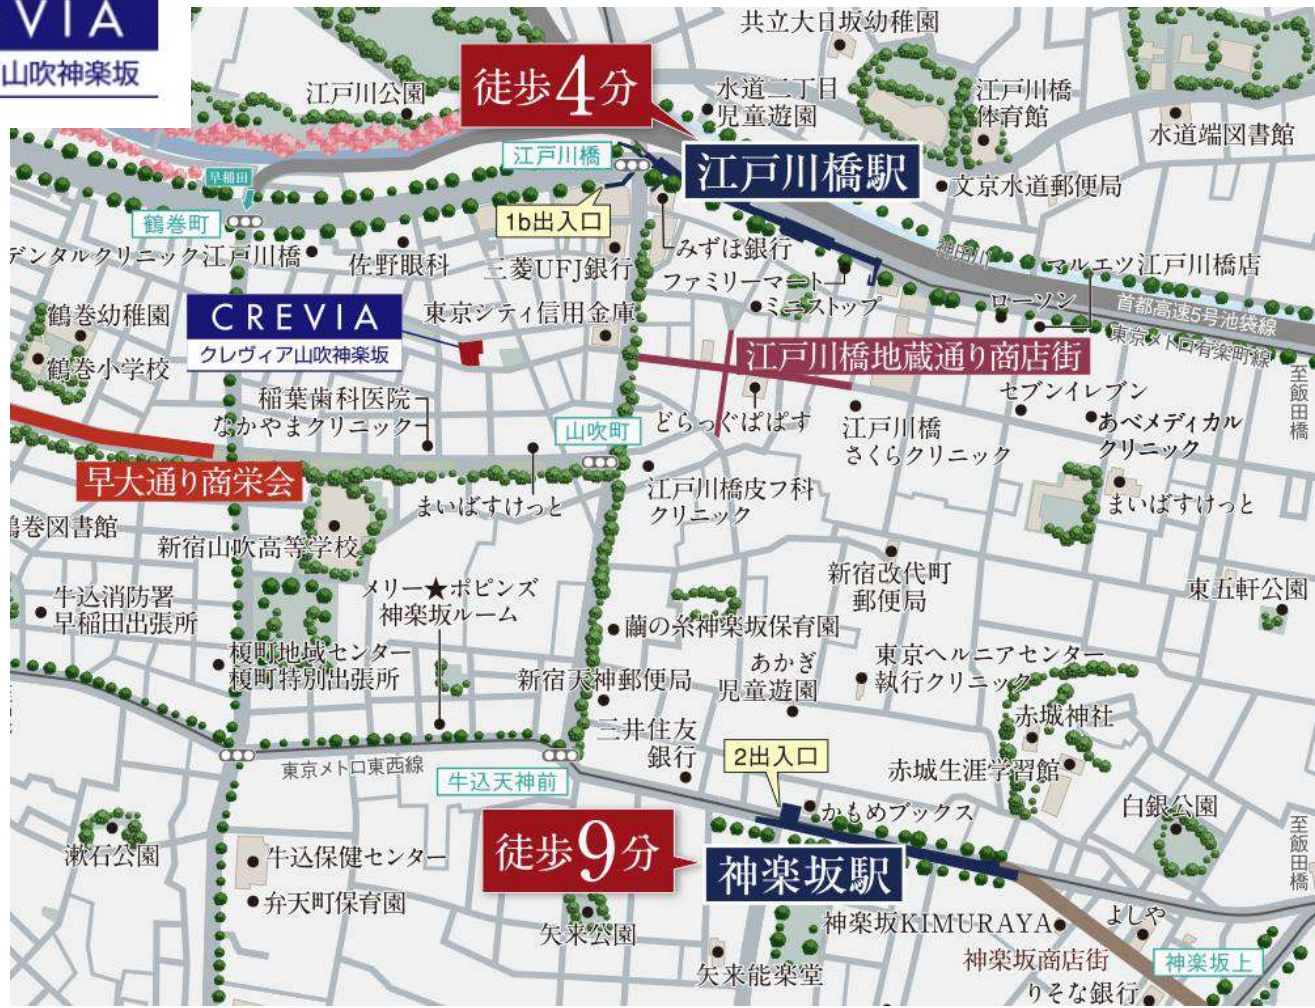 VIA
山吹神楽坂
共立大日坂幼稚園
江戸川公園
徒歩4分
水道二丁目
児童遊園
江戸川橋
体育館
水道端図書館
江戸川橋
江戸川橋駅
文京水道郵便局
早稲田
鶴巻町
1b出入口
デンタルクリニック江戸川橋
佐野眼科
三菱UFJ銀行
みずほ銀行
ファミリーマート
ミニストップ
神田川
マルエツ江戸川橋店
ローソン
首都高速5号池袋線
東京メトロ有楽町線
至飯田橋
鶴巻幼稚園
鶴巻小学校
CREVIA
クレヴィア山吹神楽坂
東京シティ信用金庫
江戸川橋地蔵通り商店街
稲葉歯科医院
なかやまクリニック
山吹町
どらっぐぱぱす
江戸川橋
さくらクリニック
セブンイレブン
あべメディカル
クリニック
早大通り商栄会
まいばすけっと
江戸川橋皮フ科
クリニック
まいばすけっと
鶴巻図書館
新宿山吹高等学校
新宿改代町
郵便局
東五軒公園
牛込消防署
早稲田出張所
メリー★ポピンズ
神楽坂ルーム
繭の糸神楽坂保育園
榎町地域センター
榎町特別出張所
新宿天神郵便局
あかぎ
児童遊園
東京ヘルニアセンター
執行クリニック
赤城神社
三井住友
銀行
2出入口
赤城生涯学習館
東京メトロ東西線
牛込天神前
かもめブックス
白銀公園
至飯田橋
漱石公園
牛込保健センター
徒歩9分
神楽坂駅
弁天町保育園
矢来公園
神楽坂KIMURAYA
よしや
矢来能楽堂
神楽坂商店街
神楽坂上
りそな銀行